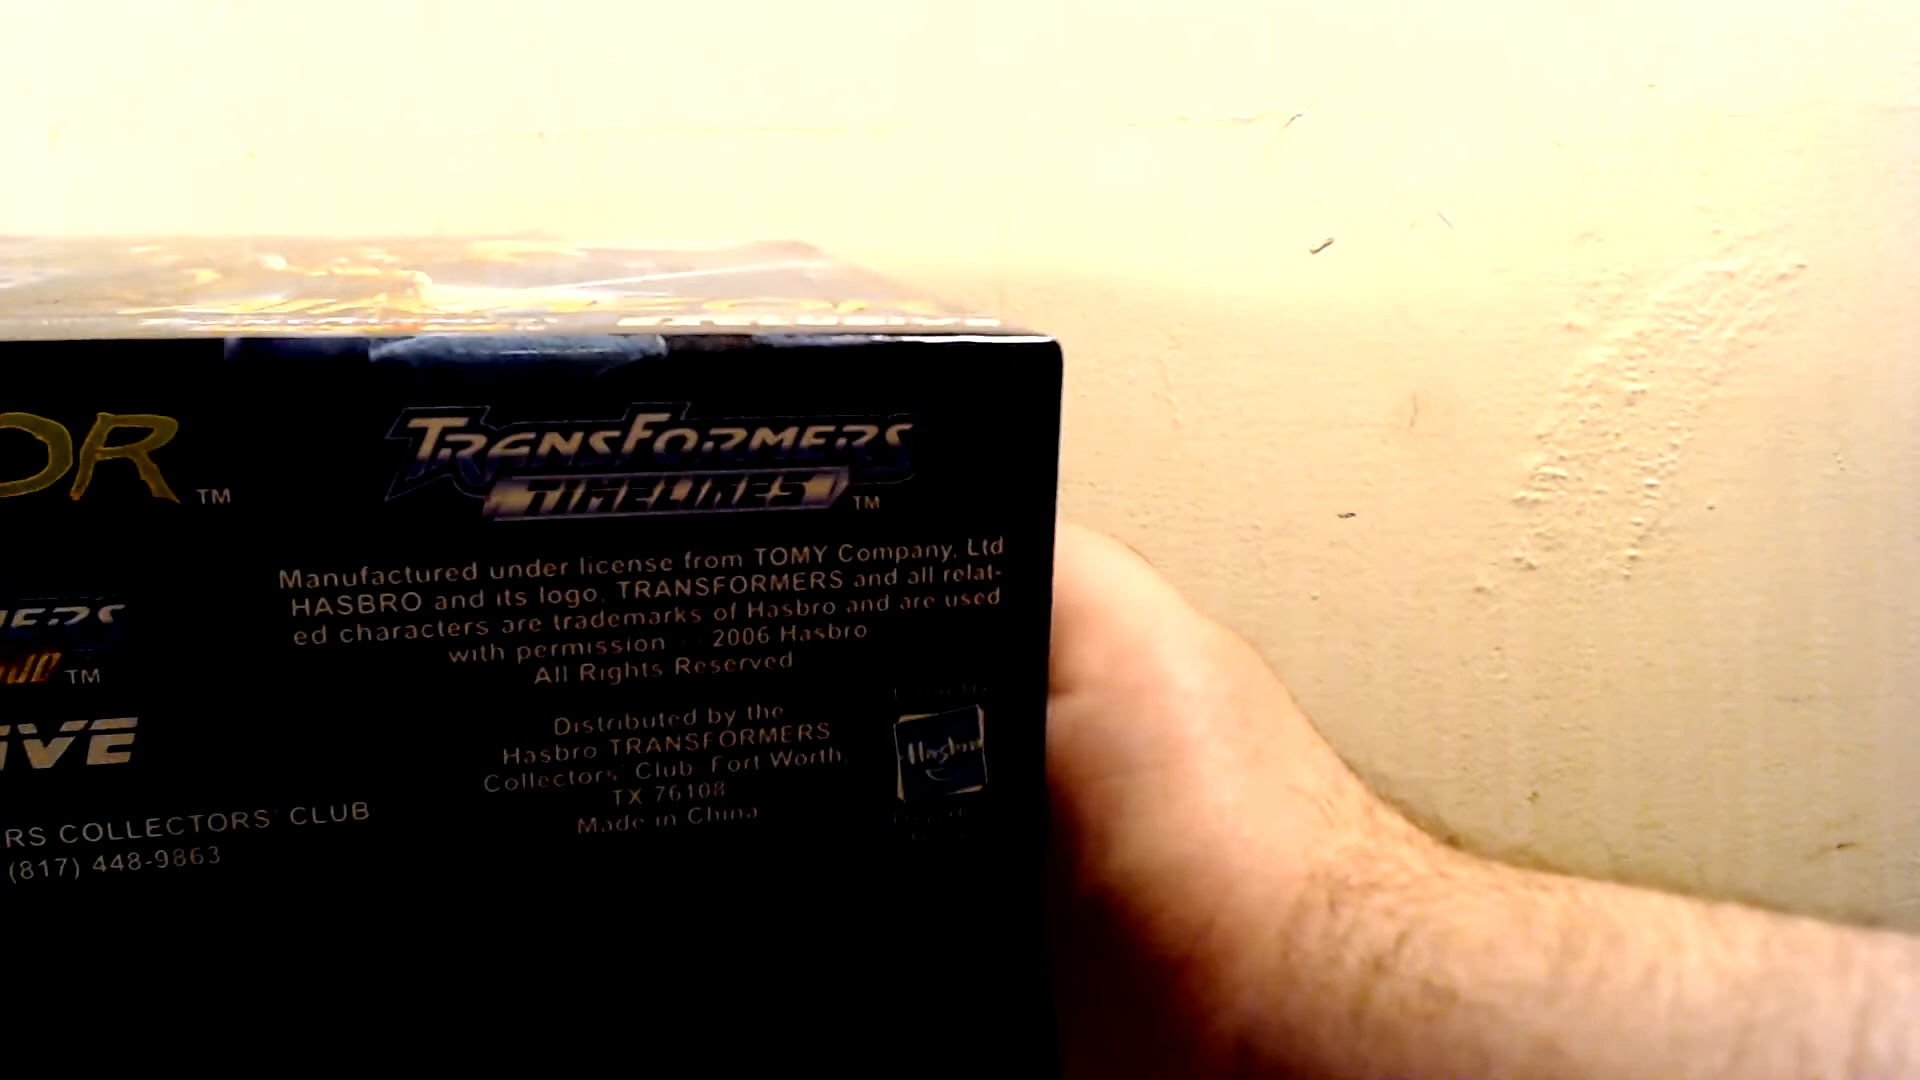 OR TM
TRANSFORMERS
TIMELINES TM
Manufactured under license from TOMY Company, Ltd
HASBRO and its logo, TRANSFORMERS and all relat-
ed characters are trademarks of Hasbro and are used
with permission 2006 Hasbro
All Rights Reserved
ERS
TM
IVE
Distributed by the
Hasbro TRANSFORMERS
Collectors' Club, Fort Worth,
TX 76108
Made in China
Hasbro
RS COLLECTORS' CLUB
(817) 448-9863